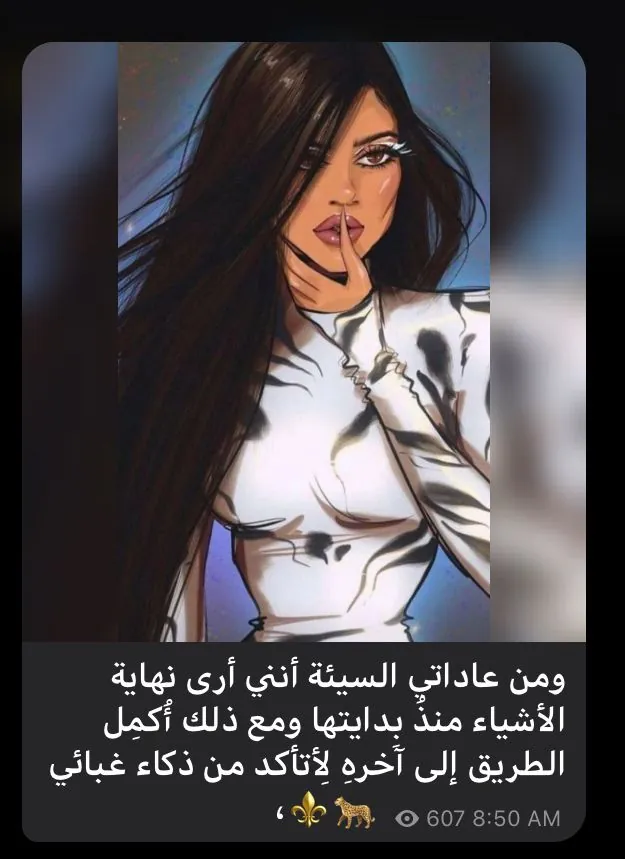 ومن عاداتي السيئة أنني أرى نهاية
الأشياء منذُ بِدايتها ومع ذلك أُكمِل
الطريق إلى آخرهِ لِأتأكد من ذكاء غبائي
🐆⚜️ ،
607 8:50 AM